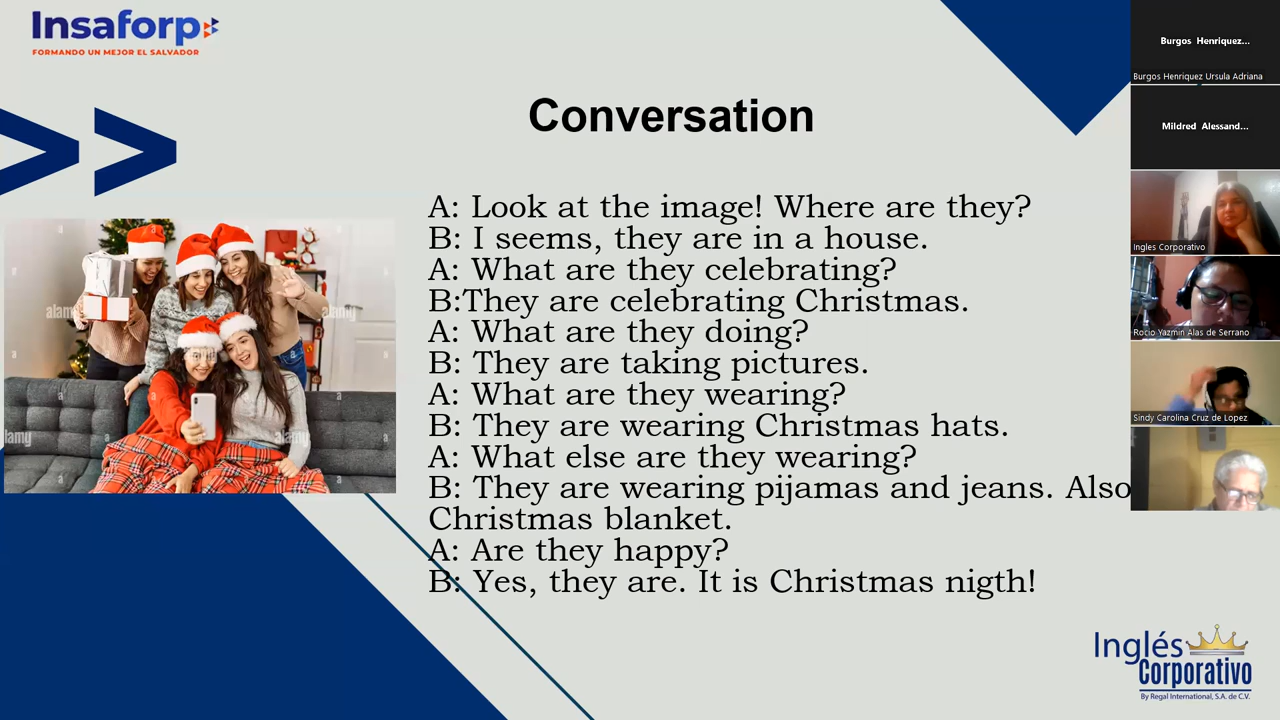 Insaforp
FORMANDO UN MEJOR EL SALVADOR
Conversation
A: Look at the image! Where are they?
B: I seems, they are in a house.
A: What are they celebrating?
B:They are celebrating Christmas.
A: What are they doing?
B: They are taking pictures.
A: What are they wearing?
B: They are wearing Christmas hats.
A: What else are they wearing?
B: They are wearing pijamas and jeans. Also
Christmas blanket.
A: Are they happy?
B: Yes, they are. It is Christmas nigth!
alamy
alamy
alamy
alamy
a
a
a
a
a
a
Burgos Henriquez...
Burgos Henriquez Ursula Adriana
Mildred Alessand...
Ingles Corporativo
Rocio Yazmin Alas de Serrano
Sindy Carolina Cruz de Lopez
Inglés
Corporativo
By Regal International, S.A. de C.V.